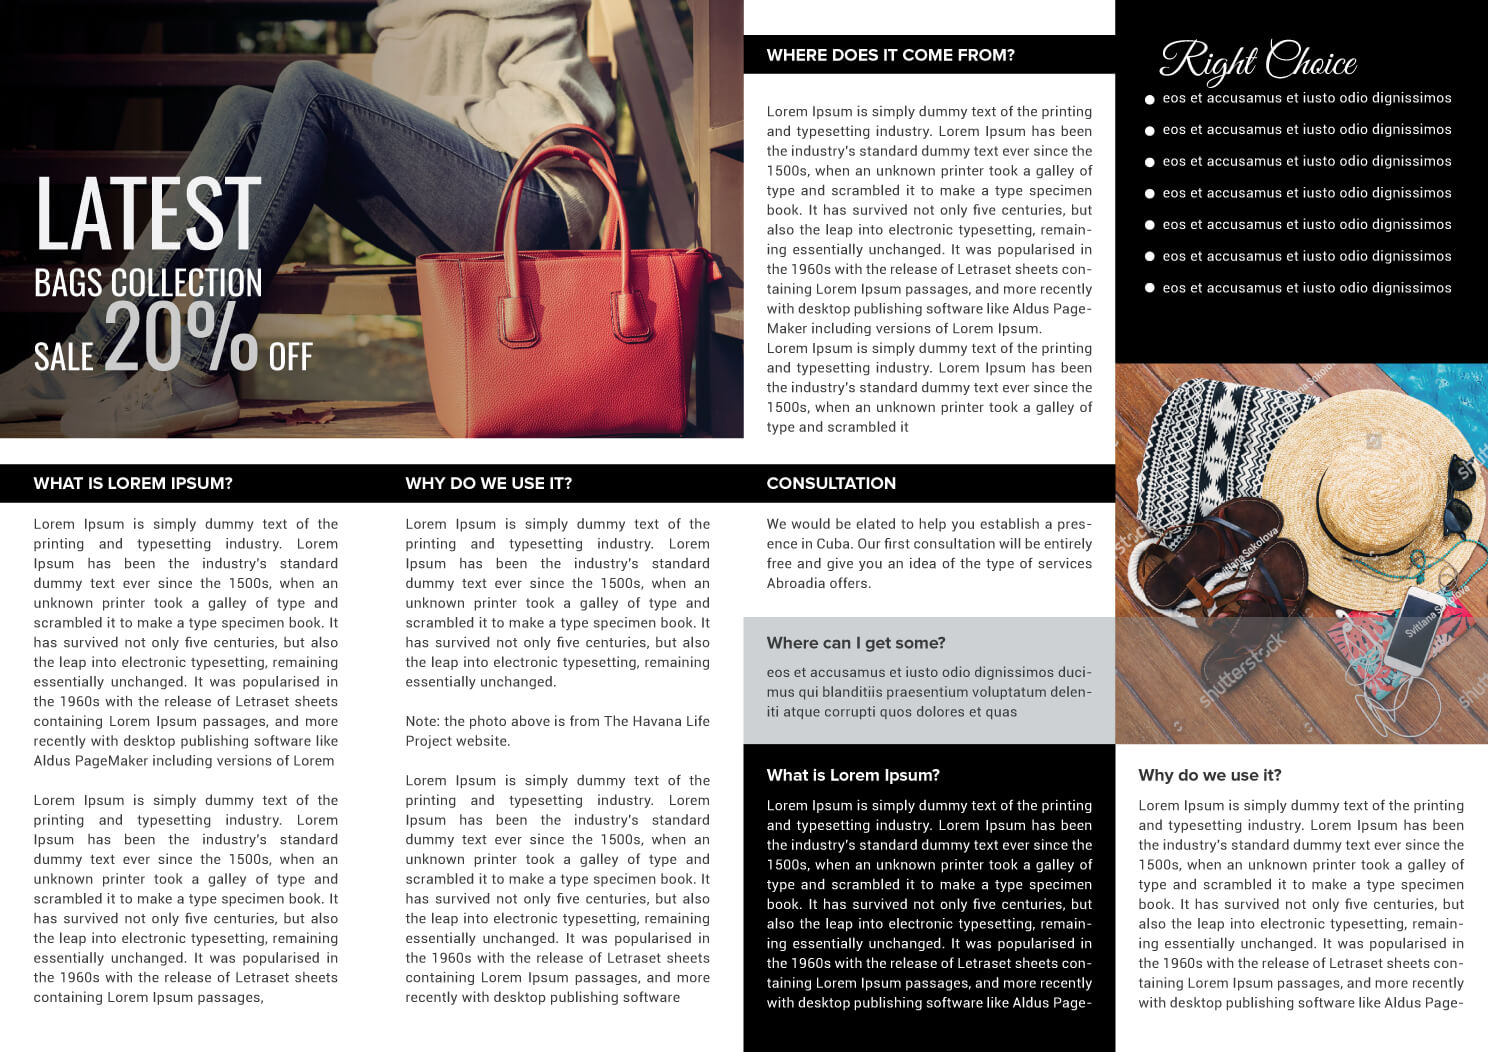 LATEST
BAGS COLLECTION
SALE 20% OFF
WHERE DOES IT COME FROM?
Lorem Ipsum is simply dummy text of the printing
and typesetting industry. Lorem Ipsum has been
the industry's standard dummy text ever since the
1500s, when an unknown printer took a galley of
type and scrambled it to make a type specimen
book. It has survived not only five centuries, but
also the leap into electronic typesetting, remain-
ing essentially unchanged. It was popularised in
the 1960s with the release of Letraset sheets con-
taining Lorem Ipsum passages, and more recently
with desktop publishing software like Aldus Page-
Maker including versions of Lorem Ipsum.
Lorem Ipsum is simply dummy text of the printing
and typesetting industry. Lorem Ipsum has been
the industry's standard dummy text ever since the
1500s, when an unknown printer took a galley of
type and scrambled it
Right Choice
eos et accusamus et iusto odio dignissimos
eos et accusamus et iusto odio dignissimos
eos et accusamus et iusto odio dignissimos
eos et accusamus et iusto odio dignissimos
eos et accusamus et iusto odio dignissimos
eos et accusamus et iusto odio dignissimos
eos et accusamus et iusto odio dignissimos
WHAT IS LOREM IPSUM?
Lorem Ipsum is simply dummy text of the
printing and typesetting industry. Lorem
Ipsum has been the industry's standard
dummy text ever since the 1500s, when an
unknown printer took a galley of type and
scrambled it to make a type specimen book. It
has survived not only five centuries, but also
the leap into electronic typesetting, remaining
essentially unchanged. It was popularised in
the 1960s with the release of Letraset sheets
containing Lorem Ipsum passages, and more
recently with desktop publishing software like
Aldus PageMaker including versions of Lorem
Lorem Ipsum is simply dummy text of the
printing and typesetting industry. Lorem
Ipsum has been the industry's standard
dummy text ever since the 1500s, when an
unknown printer took a galley of type and
scrambled it to make a type specimen book. It
has survived not only five centuries, but also
the leap into electronic typesetting, remaining
essentially unchanged. It was popularised in
the 1960s with the release of Letraset sheets
containing Lorem Ipsum passages,
WHY DO WE USE IT?
Lorem Ipsum is simply dummy text of the
printing and typesetting industry. Lorem
Ipsum has been the industry's standard
dummy text ever since the 1500s, when an
unknown printer took a galley of type and
scrambled it to make a type specimen book. It
has survived not only five centuries, but also
the leap into electronic typesetting, remaining
essentially unchanged.
Note: the photo above is from The Havana Life
Project website.
Lorem Ipsum is simply dummy text of the
printing and typesetting industry. Lorem
Ipsum has been the industry's standard
dummy text ever since the 1500s, when an
unknown printer took a galley of type and
scrambled it to make a type specimen book. It
has survived not only five centuries, but also
the leap into electronic typesetting, remaining
essentially unchanged. It was popularised in
the 1960s with the release of Letraset sheets
containing Lorem Ipsum passages, and more
recently with desktop publishing software
CONSULTATION
We would be elated to help you establish a pres-
ence in Cuba. Our first consultation will be entirely
free and give you an idea of the type of services
Abroadia offers.
Where can I get some?
eos et accusamus et iusto odio dignissimos duci-
mus qui blanditiis praesentium voluptatum delen-
iti atque corrupti quos dolores et quas
What is Lorem Ipsum?
Lorem Ipsum is simply dummy text of the printing
and typesetting industry. Lorem Ipsum has been
the industry's standard dummy text ever since the
1500s, when an unknown printer took a galley of
type and scrambled it to make a type specimen
book. It has survived not only five centuries, but
also the leap into electronic typesetting, remain-
ing essentially unchanged. It was popularised in
the 1960s with the release of Letraset sheets con-
taining Lorem Ipsum passages, and more recently
with desktop publishing software like Aldus Page-
Svitlana Sokolova
Svitlana Sokolova
shutterstock
Why do we use it?
Lorem Ipsum is simply dummy text of the printing
and typesetting industry. Lorem Ipsum has been
the industry's standard dummy text ever since the
1500s, when an unknown printer took a galley of
type and scrambled it to make a type specimen
book. It has survived not only five centuries, but
also the leap into electronic typesetting, remain-
ing essentially unchanged. It was popularised in
the 1960s with the release of Letraset sheets con-
taining Lorem Ipsum passages, and more recently
with desktop publishing software like Aldus Page-